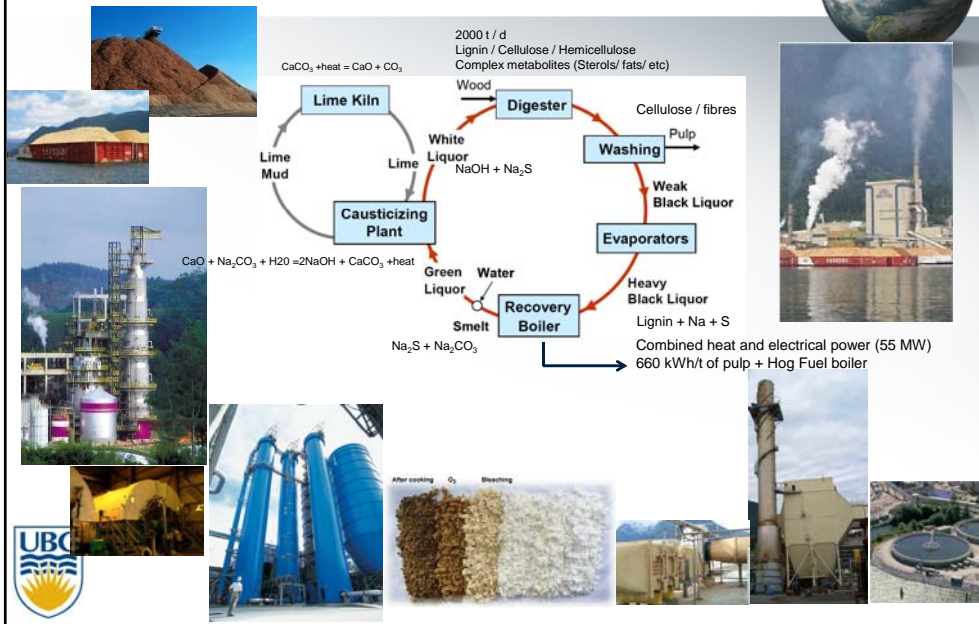 2000 t / d
Lignin / Cellulose / Hemicellulose
Complex metabolites (Sterols/ fats/ etc)
CaCO₃ +heat = CaO + CO₃
Lime Kiln
Wood
Digester
Cellulose / fibres
Pulp
Washing
White
Liquor
NaOH + Na₂S
Lime
Lime
Mud
Weak
Black Liquor
Causticizing
Plant
Evaporators
CaO + Na₂CO₃ + H20 =2NaOH + CaCO₃ +heat
Green
Liquor
Water
Heavy
Black Liquor
Recovery
Boiler
Smelt
Lignin + Na + S
Na₂S + Na₂CO₃
Combined heat and electrical power (55 MW)
660 kWh/t of pulp + Hog Fuel boiler
After cooking
O₂
Bleaching
UBC